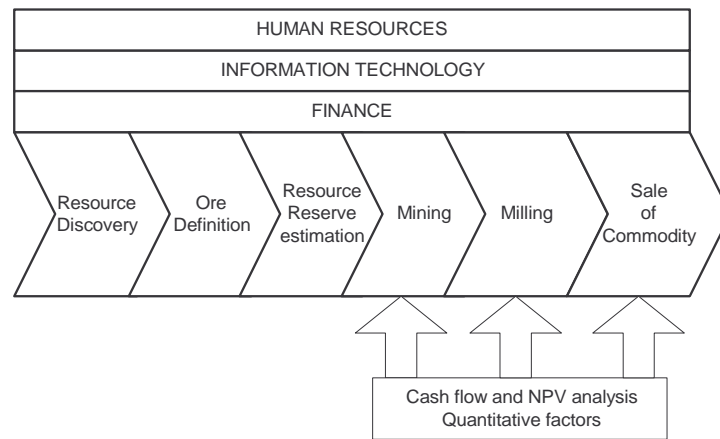 HUMAN RESOURCES
INFORMATION TECHNOLOGY
FINANCE
Resource
Discovery
Ore
Definition
Resource
Reserve
estimation
Mining
Milling
Sale
of
Commodity
Cash flow and NPV analysis
Quantitative factors